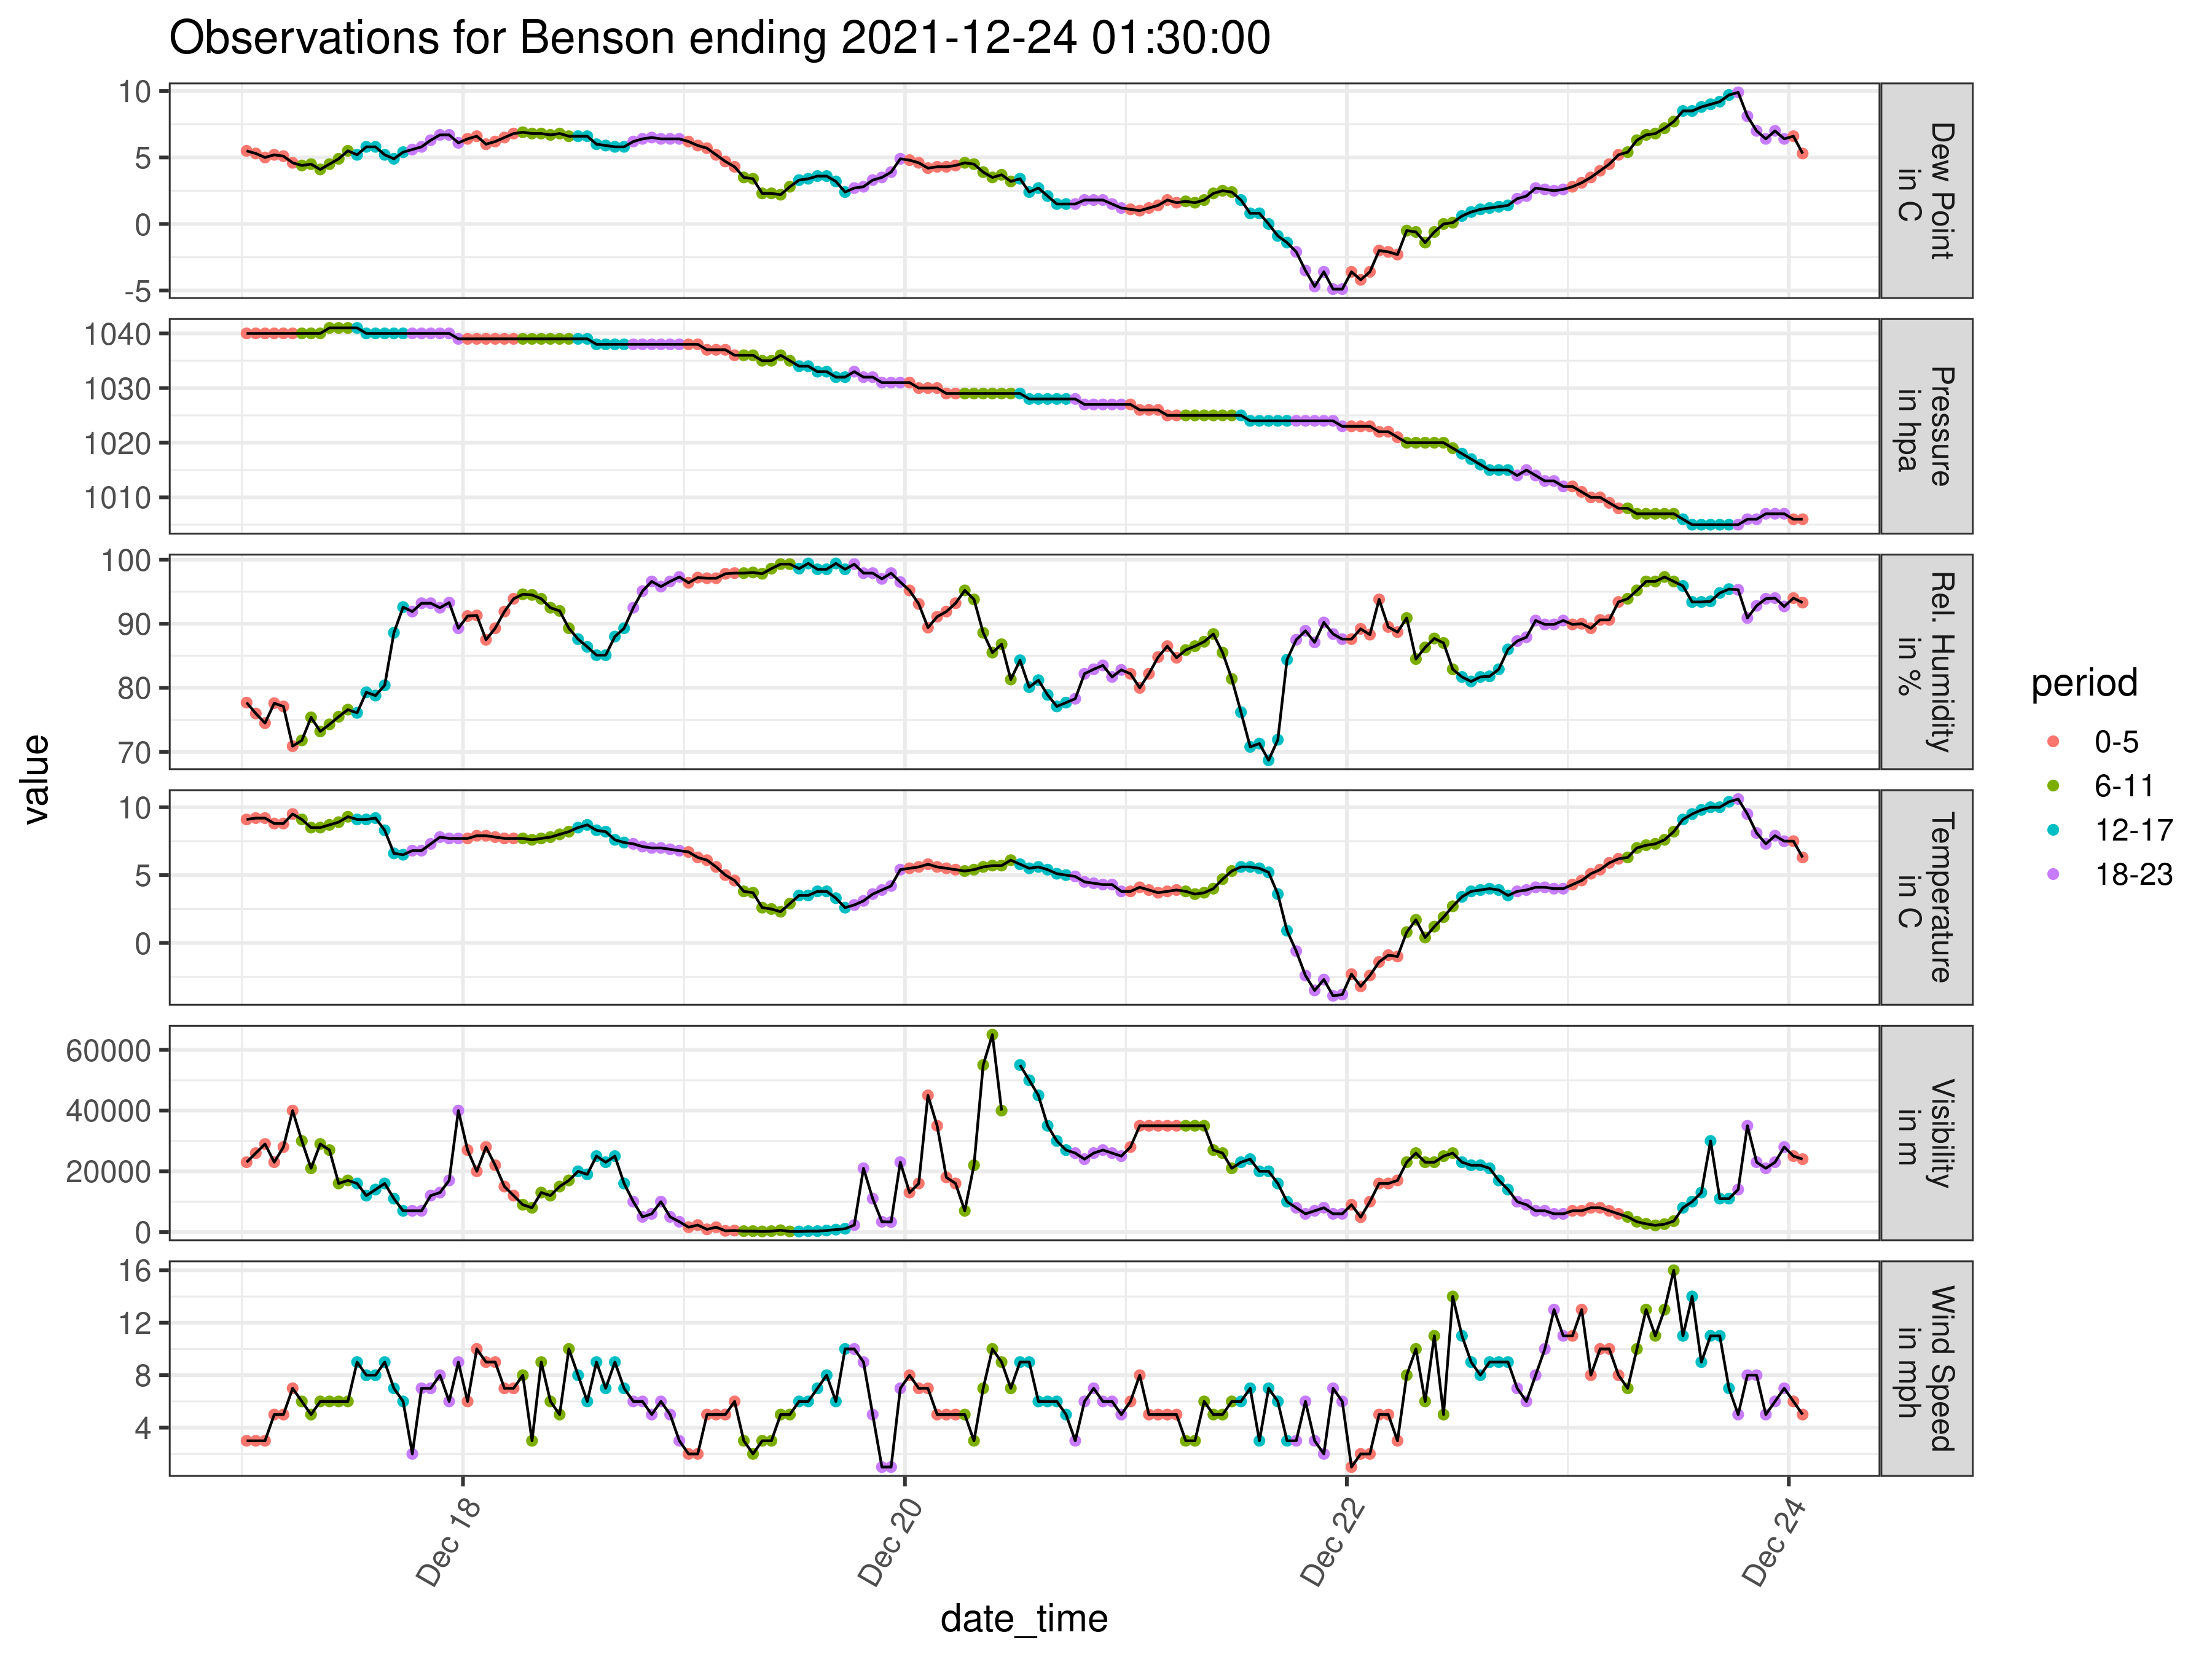 Observations for Benson ending 2021-12-24 01:30:00
10
5
0
-5
Dew Point
in C
1040
1030
1020
1010
Pressure
in hpa
100
90
80
70
Rel. Humidity
in %
10
5
0
Temperature
in C
60000
40000
20000
0
Visibility
in m
16
12
8
4
Wind Speed
in mph
value
Dec 18
Dec 20
Dec 22
Dec 24
date_time
period
0-5
6-11
12-17
18-23